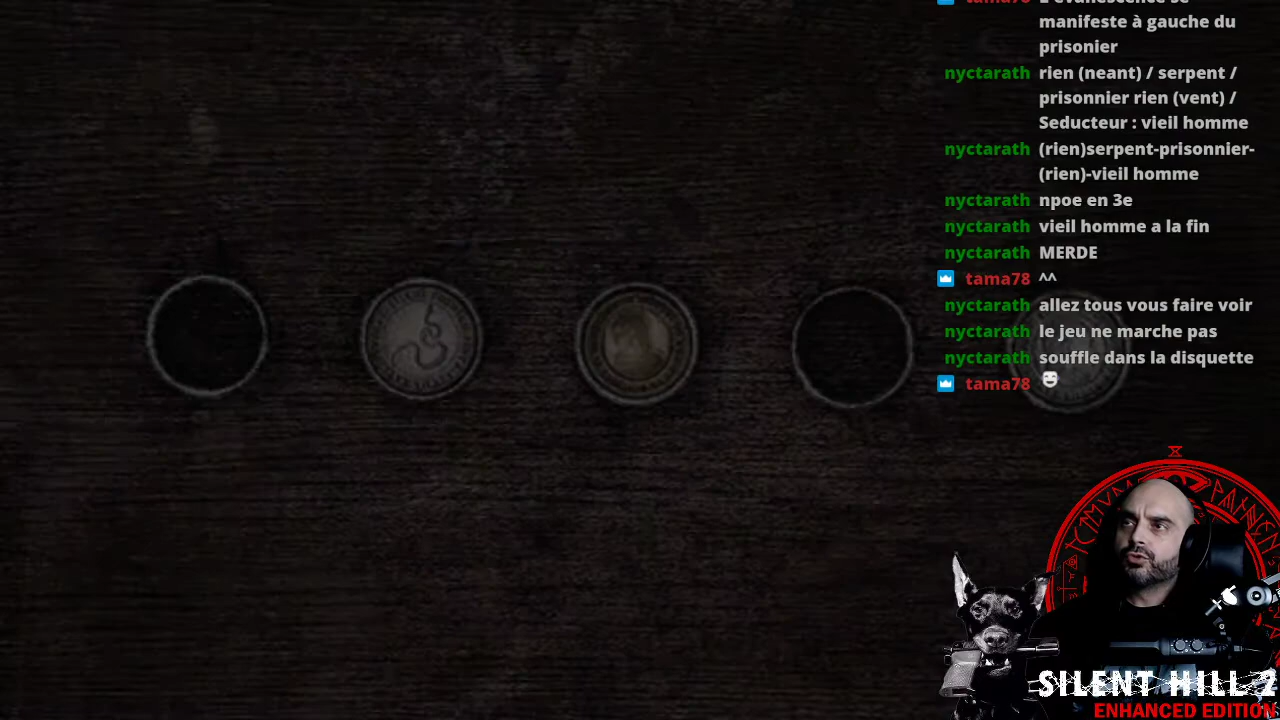 tama78
manifeste à gauche du
prisonier
nyctarath rien (neant) / serpent /
prisonnier rien (vent) /
Seducteur : vieil homme
nyctarath (rien)serpent-prisonnier-
(rien)-vieil homme
nyctarath npoe en 3e
nyctarath vieil homme a la fin
nyctarath MERDE
tama78 ^^
nyctarath allez tous vous faire voir
nyctarath le jeu ne marche pas
nyctarath souffle dans la disquette
tama78
SILENT HILL 2
ENHANCED EDITION